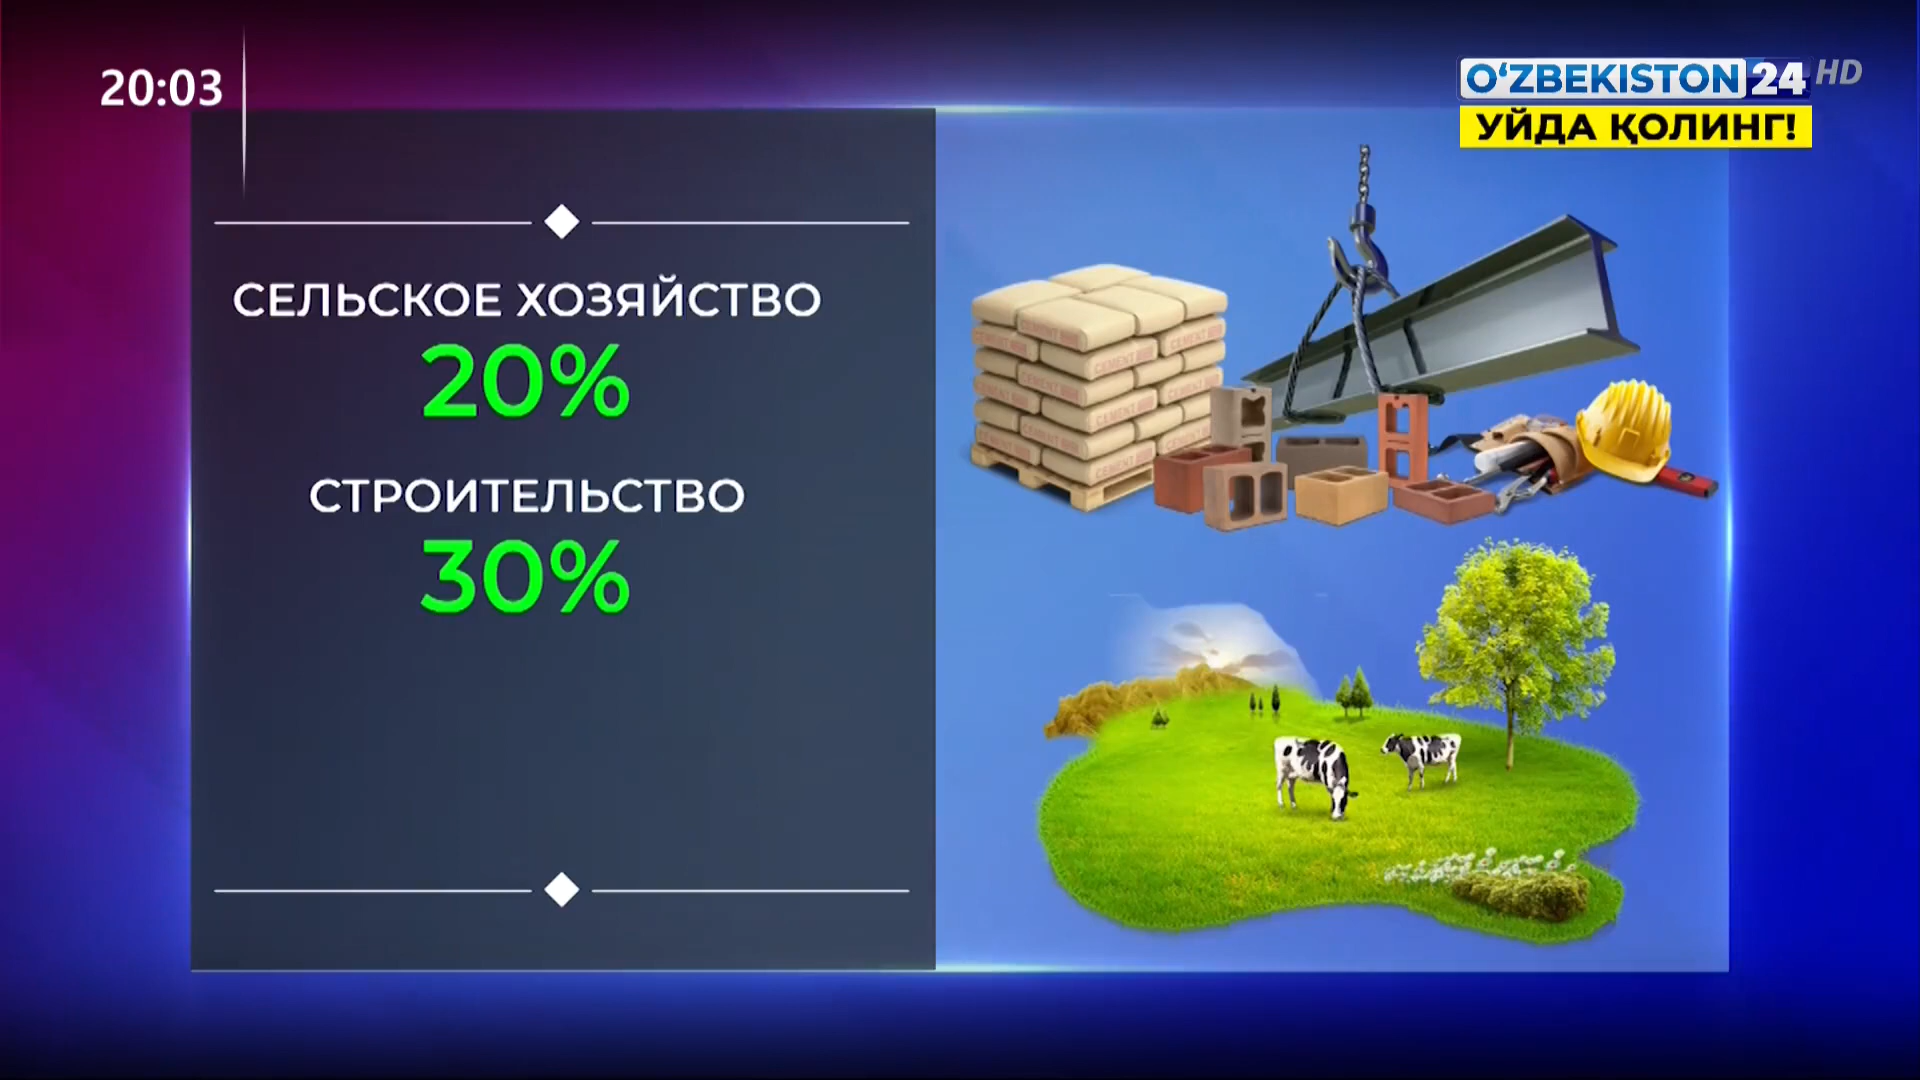 20:03
O‘ZBEKISTON 24 HD
УЙДА ҚОЛИНГ!
СЕЛЬСКОЕ ХОЗЯЙСТВО
20%
СТРОИТЕЛЬСТВО
30%